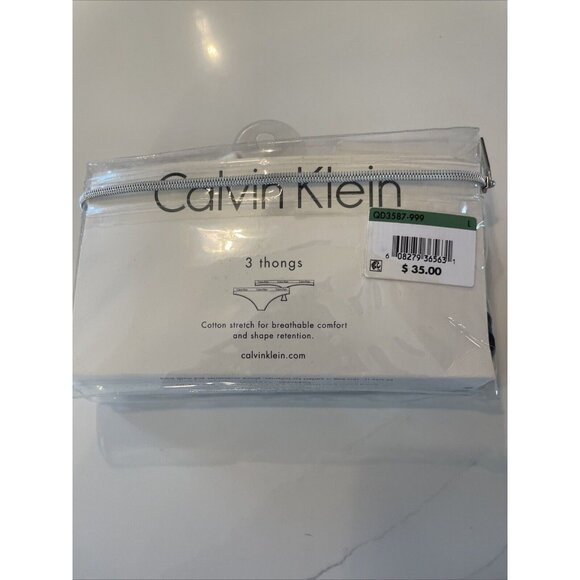 Calvin Klein
QD3587-999 L
6 08279 36563 1
$ 35.00
3 thongs
Cotton stretch for breathable comfort
and shape retention.
calvinklein.com